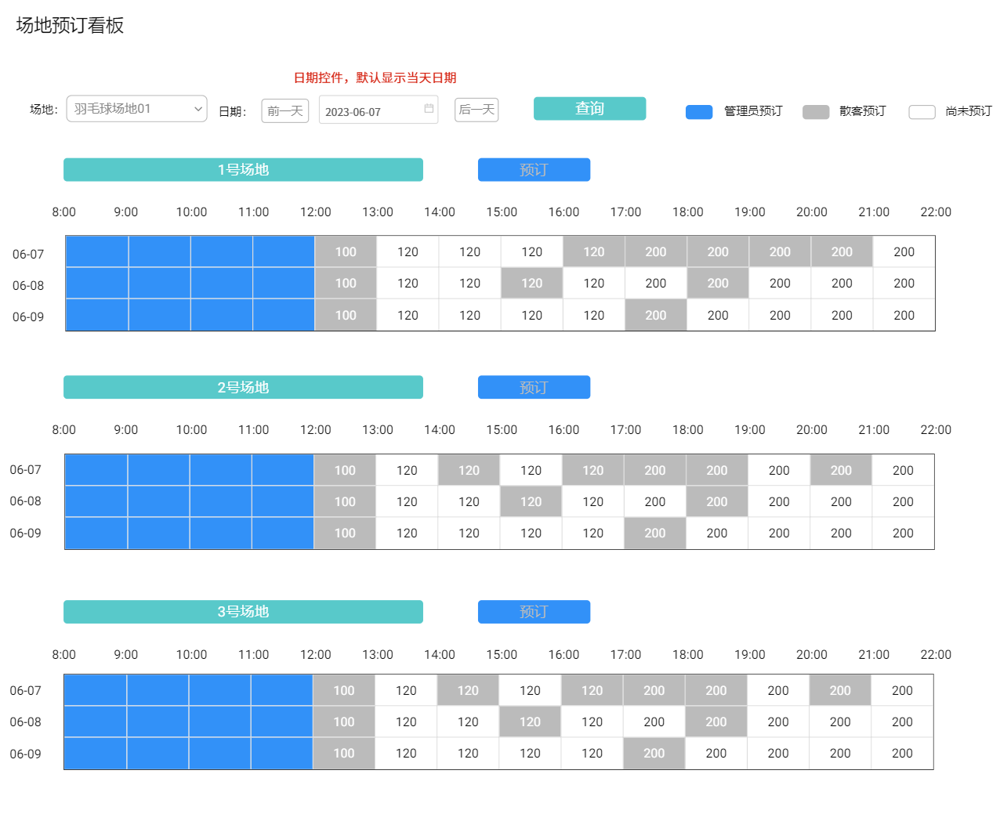 场地预订看板
日期控件，默认显示当天日期
场地： 羽毛球场地01 日期： 前一天 2023-06-07 后一天 查询 管理员预订 散客预订 尚未预订
1号场地 预订
8:00 9:00 10:00 11:00 12:00 13:00 14:00 15:00 16:00 17:00 18:00 19:00 20:00 21:00 22:00
06-07 100 120 120 120 120 200 200 200 200 200
06-08 100 120 120 120 120 200 200 200 200 200
06-09 100 120 120 120 120 200 200 200 200 200
2号场地 预订
8:00 9:00 10:00 11:00 12:00 13:00 14:00 15:00 16:00 17:00 18:00 19:00 20:00 21:00 22:00
06-07 100 120 120 120 120 200 200 200 200 200
06-08 100 120 120 120 120 200 200 200 200 200
06-09 100 120 120 120 120 200 200 200 200 200
3号场地 预订
8:00 9:00 10:00 11:00 12:00 13:00 14:00 15:00 16:00 17:00 18:00 19:00 20:00 21:00 22:00
06-07 100 120 120 120 120 200 200 200 200 200
06-08 100 120 120 120 120 200 200 200 200 200
06-09 100 120 120 120 120 200 200 200 200 200